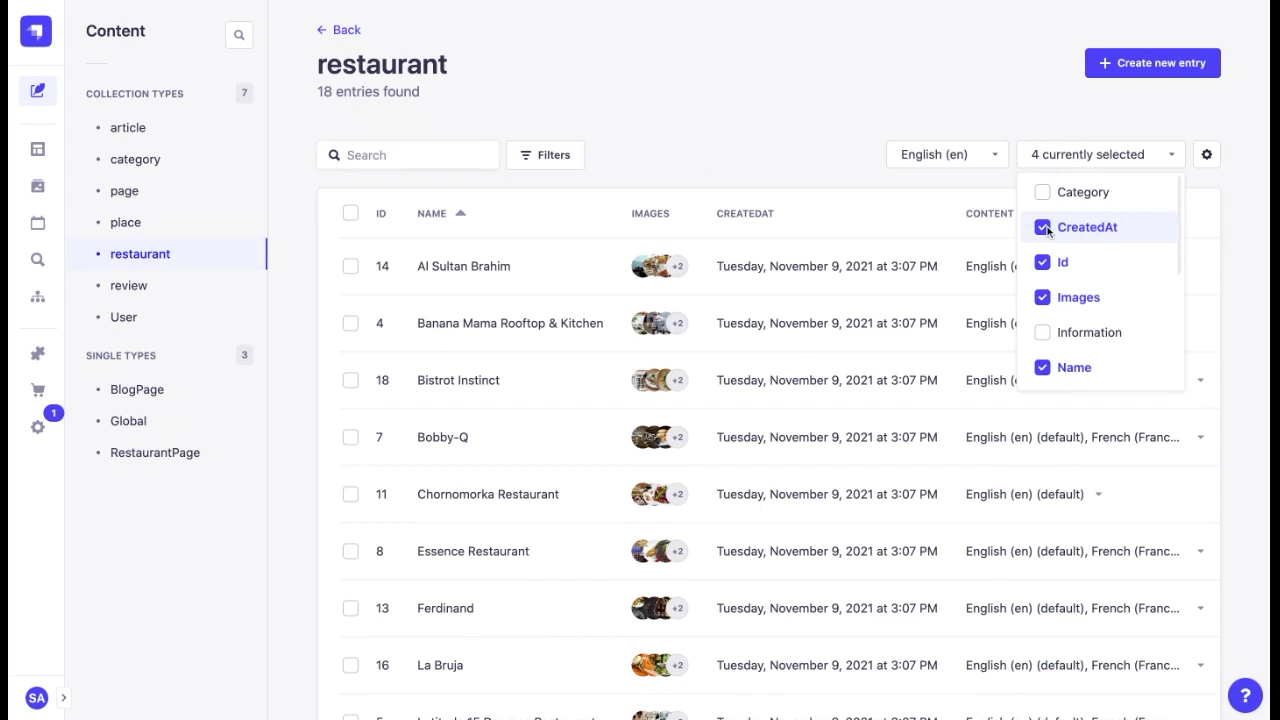 Content
COLLECTION TYPES 7
article
category
page
place
restaurant
review
User
SINGLE TYPES 3
BlogPage
Global
RestaurantPage
1
SA
Back
restaurant
18 entries found
Create new entry
Search
Filters
English (en)
4 currently selected
Category
CreatedAt
Id
Images
Information
Name
ID NAME IMAGES CREATEDAT CONTENT
14 Al Sultan Brahim +2 Tuesday, November 9, 2021 at 3:07 PM English (
4 Banana Mama Rooftop & Kitchen +2 Tuesday, November 9, 2021 at 3:07 PM English (
18 Bistrot Instinct +2 Tuesday, November 9, 2021 at 3:07 PM English (
7 Bobby-Q +2 Tuesday, November 9, 2021 at 3:07 PM English (en) (default), French (Franc...
11 Chornomorka Restaurant +2 Tuesday, November 9, 2021 at 3:07 PM English (en) (default)
8 Essence Restaurant +2 Tuesday, November 9, 2021 at 3:07 PM English (en) (default), French (Franc...
13 Ferdinand +2 Tuesday, November 9, 2021 at 3:07 PM English (en) (default), French (Franc...
16 La Bruja +2 Tuesday, November 9, 2021 at 3:07 PM English (en) (default), French (Franc...
?